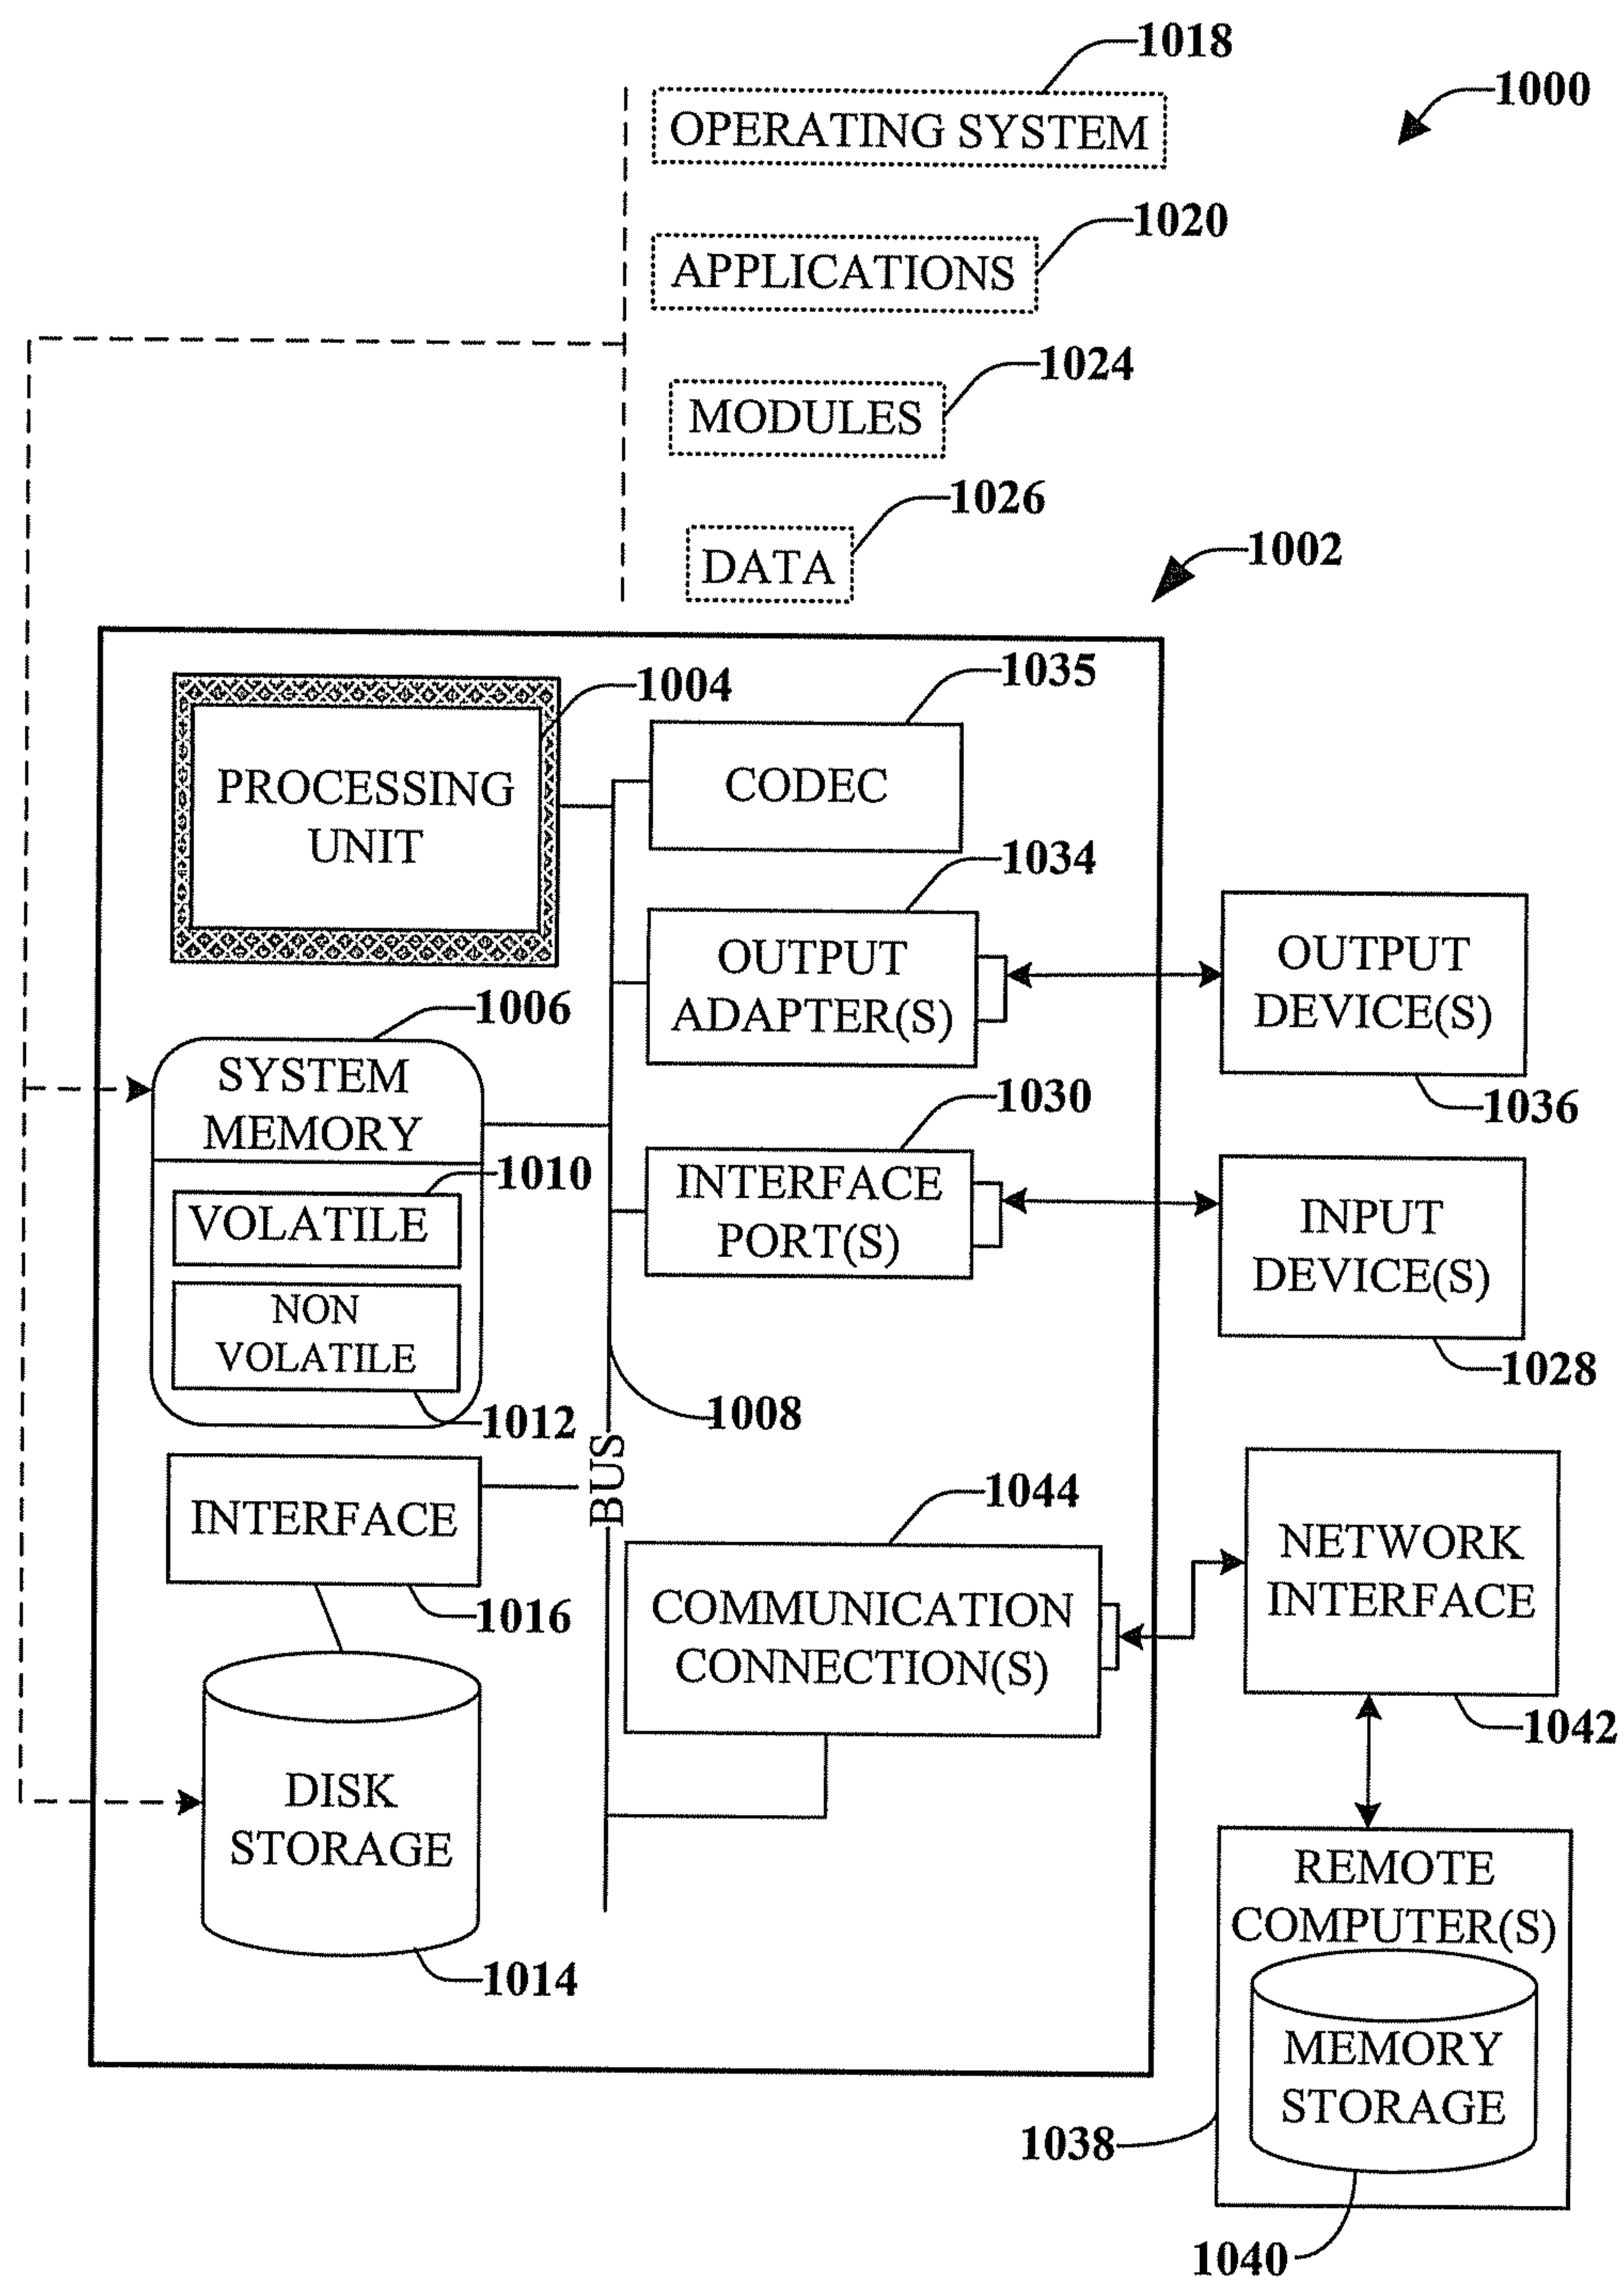 1018
1000
OPERATING SYSTEM
1020
APPLICATIONS
1024
MODULES
1026
DATA
1002
1004
PROCESSING
UNIT
1035
CODEC
1034
OUTPUT
ADAPTER(S)
OUTPUT
DEVICE(S)
1036
1006
SYSTEM
MEMORY
1010
VOLATILE
NON
VOLATILE
1012
1030
INTERFACE
PORT(S)
INPUT
DEVICE(S)
1028
1008
BUS
INTERFACE
1016
1044
COMMUNICATION
CONNECTION(S)
NETWORK
INTERFACE
1042
DISK
STORAGE
1014
REMOTE
COMPUTER(S)
MEMORY
STORAGE
1038
1040